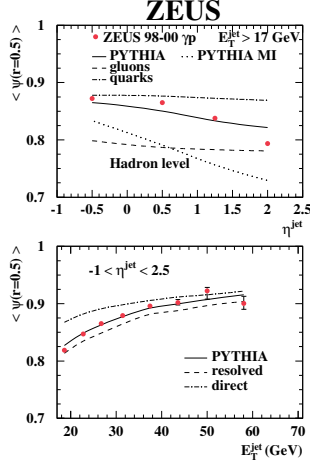 ZEUS
ZEUS 98-00 γp E_T^jet > 17 GeV
PYTHIA PYTHIA MI
gluons
quarks
Hadron level
< ψ(r=0.5) >
1
0.9
0.8
0.7
-1 -0.5 0 0.5 1 1.5 2 2.5
η^jet
-1 < η^jet < 2.5
PYTHIA
resolved
direct
< ψ(r=0.5) >
1
0.9
0.8
0.7
20 30 40 50 60 70
E_T^jet (GeV)